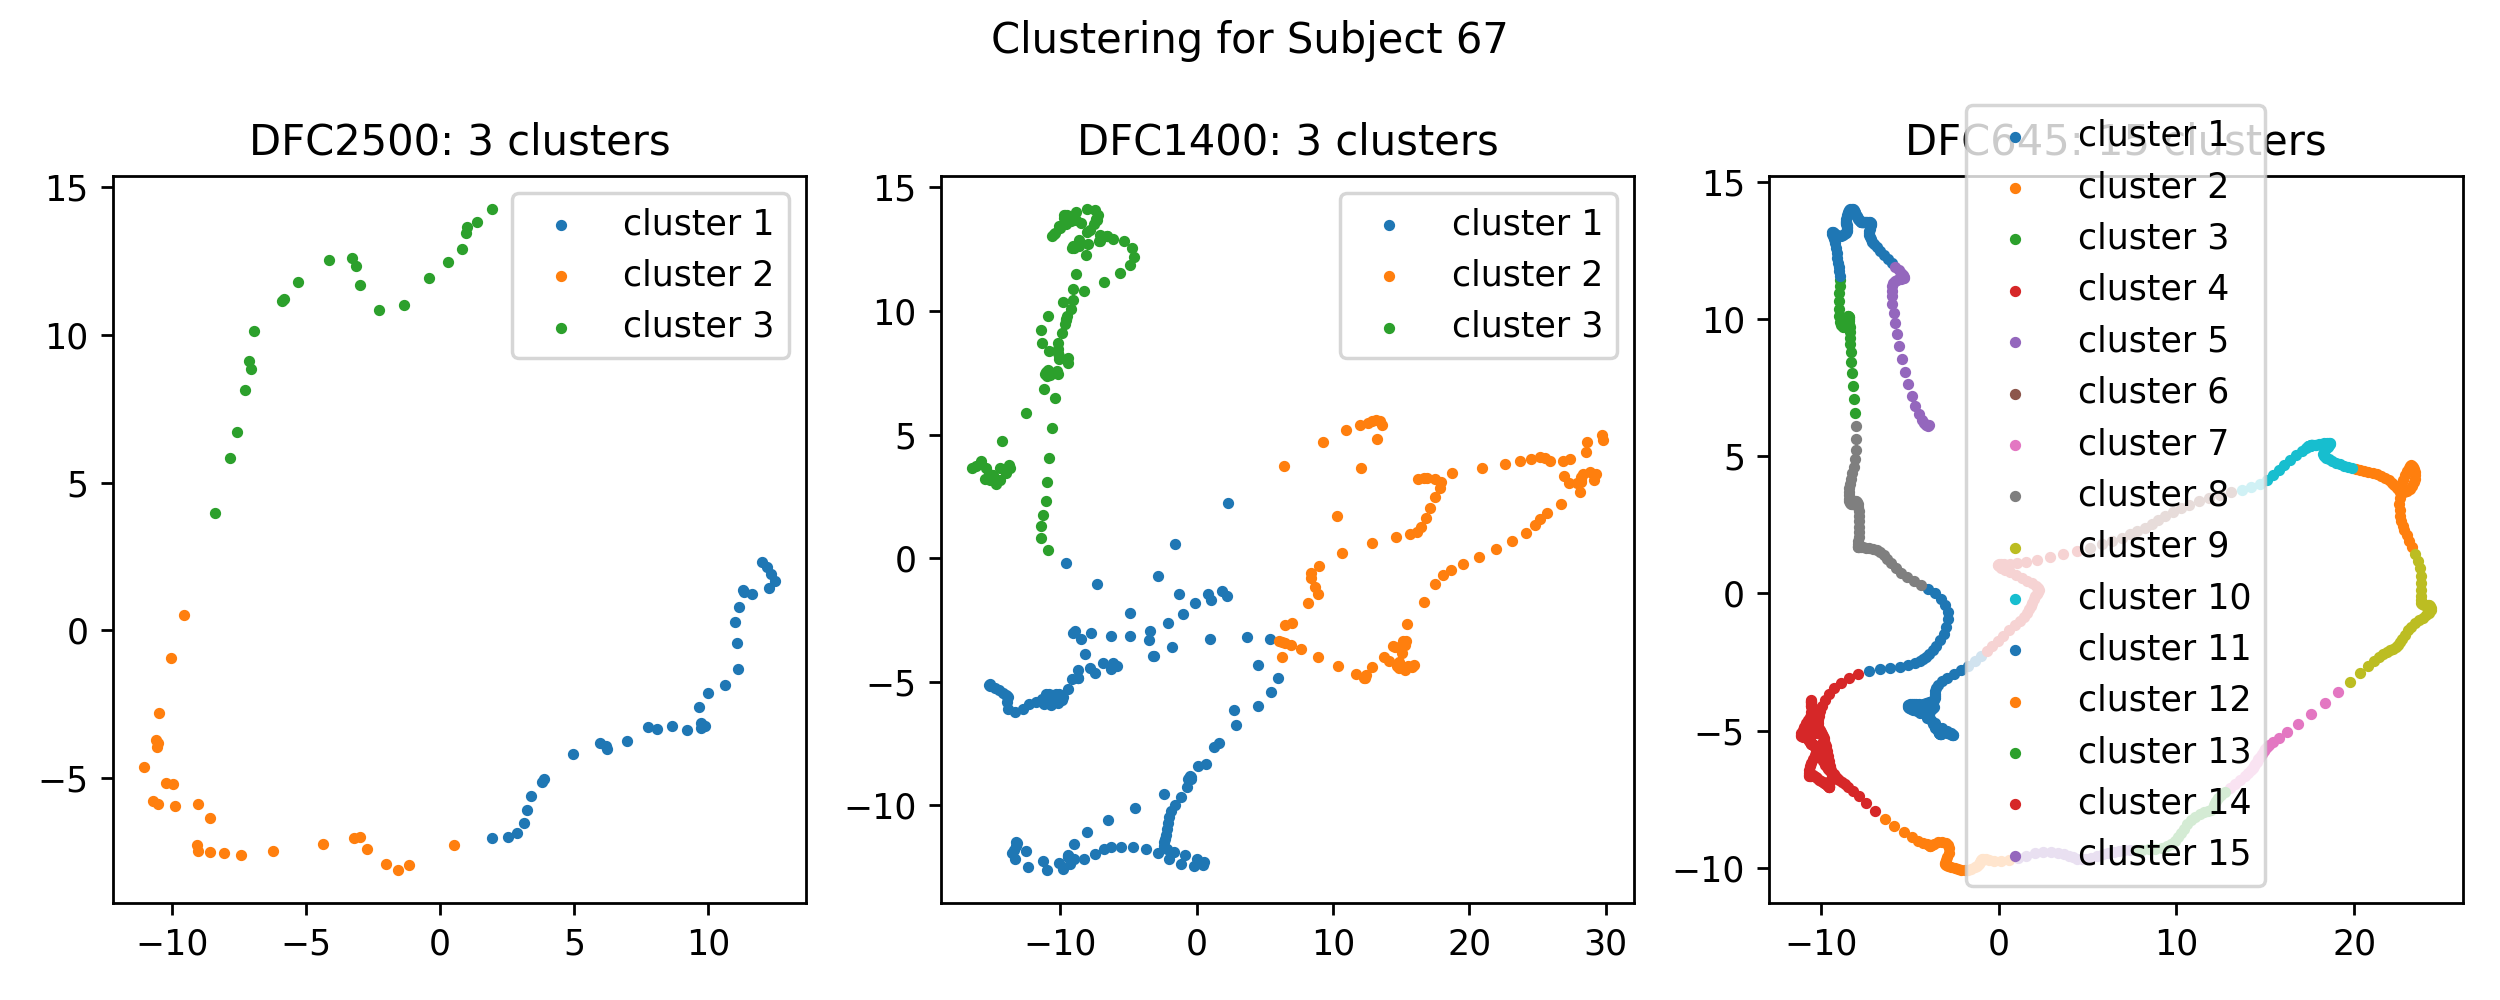 Clustering for Subject 67
DFC2500: 3 clusters
15
10
5
0
−5
−10
−5
0
5
10
cluster 1
cluster 2
cluster 3
DFC1400: 3 clusters
15
10
5
0
−5
−10
−10
0
10
20
30
cluster 1
cluster 2
cluster 3
DFC645: 15 clusters
15
10
5
0
−5
−10
−10
0
10
20
cluster 1
cluster 2
cluster 3
cluster 4
cluster 5
cluster 6
cluster 7
cluster 8
cluster 9
cluster 10
cluster 11
cluster 12
cluster 13
cluster 14
cluster 15